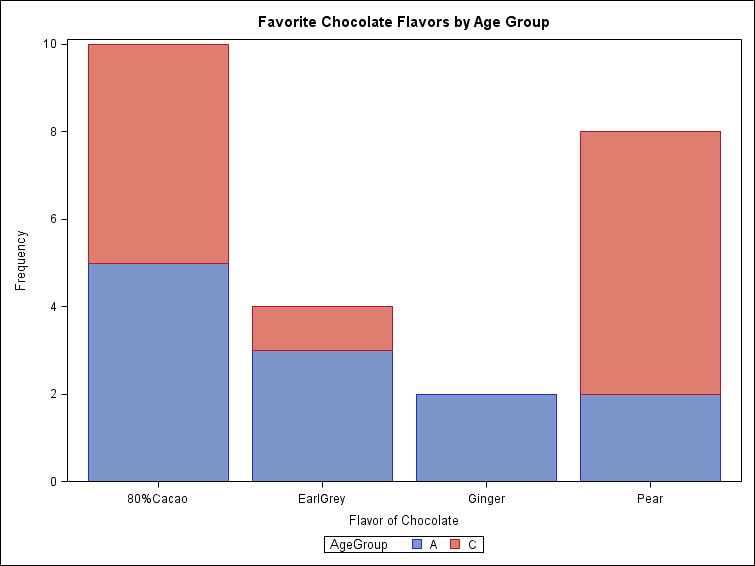 Favorite Chocolate Flavors by Age Group
10
8
6
4
2
0
Frequency
80%Cacao EarlGrey Ginger Pear
Flavor of Chocolate
AgeGroup A C